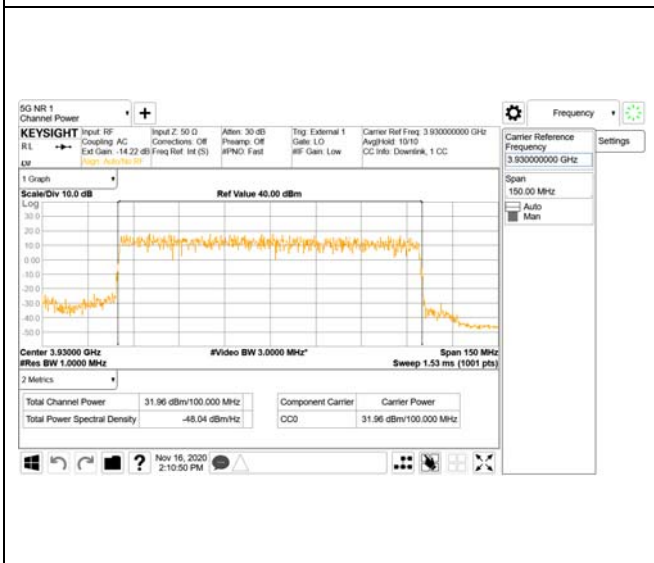 5G NR 1
Channel Power
Frequency
KEYSIGHT
Input: RF
Input Z: 50 Ω
Atten: 30 dB
Trig: External 1
Carrier Ref Freq: 3.930000000 GHz
RL
Coupling: AC
Corrections: Off
Preamp: Off
Gate: LO
Avg|Hold: 10/10
Ext Gain: -14.22 dB
Freq Ref: Int (S)
#PNO: Fast
#IF Gain: Low
CC Info: Downlink, 1 CC
Align: Auto/No RF
Carrier Reference
Frequency
3.930000000 GHz
Settings
Span
150.00 MHz
Auto
Man
1 Graph
Scale/Div 10.0 dB
Ref Value 40.00 dBm
Log
30.0
20.0
10.0
0.00
-10.0
-20.0
-30.0
-40.0
-50.0
Center 3.93000 GHz
#Video BW 3.0000 MHz*
Span 150 MHz
#Res BW 1.0000 MHz
Sweep 1.53 ms (1001 pts)
2 Metrics
Total Channel Power
31.96 dBm/100.000 MHz
Component Carrier
Carrier Power
Total Power Spectral Density
-48.04 dBm/Hz
CC0
31.96 dBm/100.000 MHz
?
Nov 16, 2020
2:10:50 PM